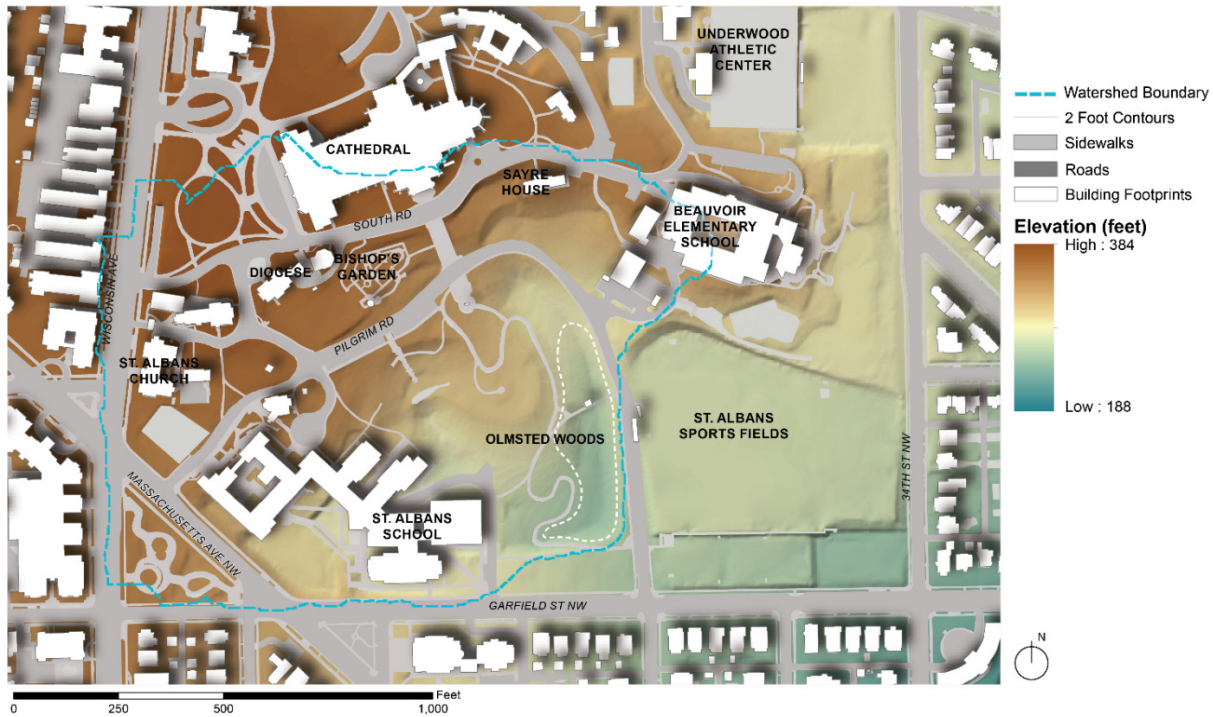 UNDERWOOD
ATHLETIC
CENTER
CATHEDRAL
SAYRE
HOUSE
BEAUVOIR
ELEMENTARY
SCHOOL
SOUTH RD
DIOCESE
BISHOP'S
GARDEN
WISCONSIN AVE
PILGRIM RD
ST. ALBANS
CHURCH
OLMSTED WOODS
ST. ALBANS
SPORTS FIELDS
34TH ST NW
MASSACHUSETTS AVE NW
ST. ALBANS
SCHOOL
GARFIELD ST NW
Watershed Boundary
2 Foot Contours
Sidewalks
Roads
Building Footprints
Elevation (feet)
High : 384
Low : 188
N
Feet
0 250 500 1,000